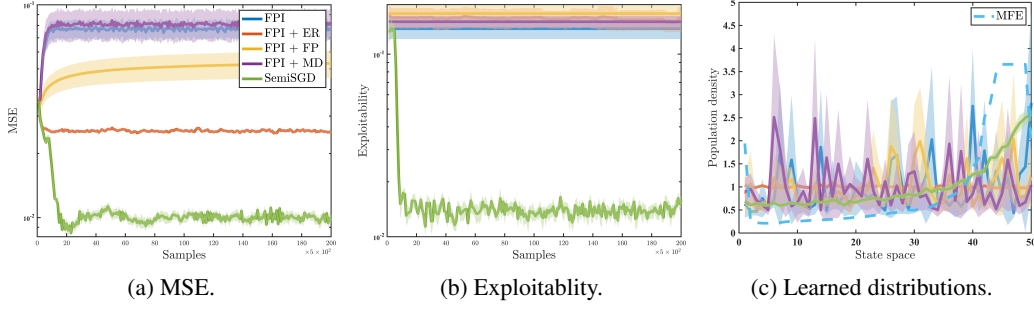 10⁻¹
10⁻²
MSE
FPI
FPI + ER
FPI + FP
FPI + MD
SemiSGD
0 20 40 60 80 100 120 140 160 180 200
Samples
×5 × 10²
(a) MSE.
10⁻¹
10⁻²
Exploitability
0 20 40 60 80 100 120 140 160 180 200
Samples
×5 × 10²
(b) Exploitablity.
MFE
5
4.5
4
3.5
3
2.5
2
1.5
1
0.5
0
Population density
0 10 20 30 40 50
State space
(c) Learned distributions.